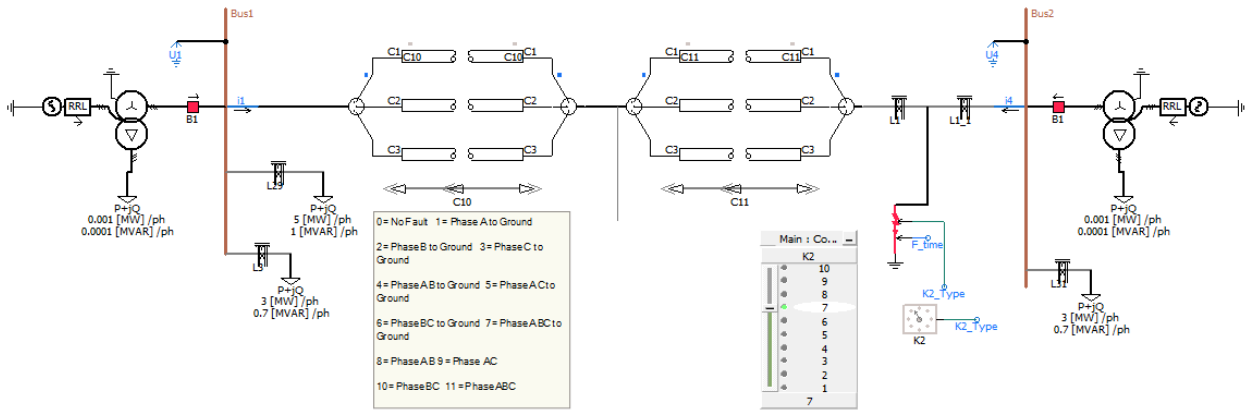 Bus1
Bus2
U1
U4
C1
C10
C10
C1
C1
C11
C11
C1
RRL
B1
i1
C2
C2
C2
C2
L1
L1_1
i4
B1
RRL
C3
C3
C3
C3
C10
C11
L29
P+jQ
0.001 [MW] /ph
0.0001 [MVAR] /ph
P+jQ
5 [MW] /ph
1 [MVAR] /ph
L3
P+jQ
3 [MW] /ph
0.7 [MVAR] /ph
0= No Fault 1= Phase A to Ground
2= Phase B to Ground 3= Phase C to
Ground
4= Phase AB to Ground 5= Phase AC to
Ground
6= Phase BC to Ground 7= Phase ABC to
Ground
8= Phase AB 9= Phase AC
10= Phase BC 11= Phase ABC
Main : Co...
K2
10
9
8
7
6
5
4
3
2
1
7
F_time
K2_Type
K2_Type
K2
P+jQ
0.001 [MW] /ph
0.0001 [MVAR] /ph
L31
P+jQ
3 [MW] /ph
0.7 [MVAR] /ph